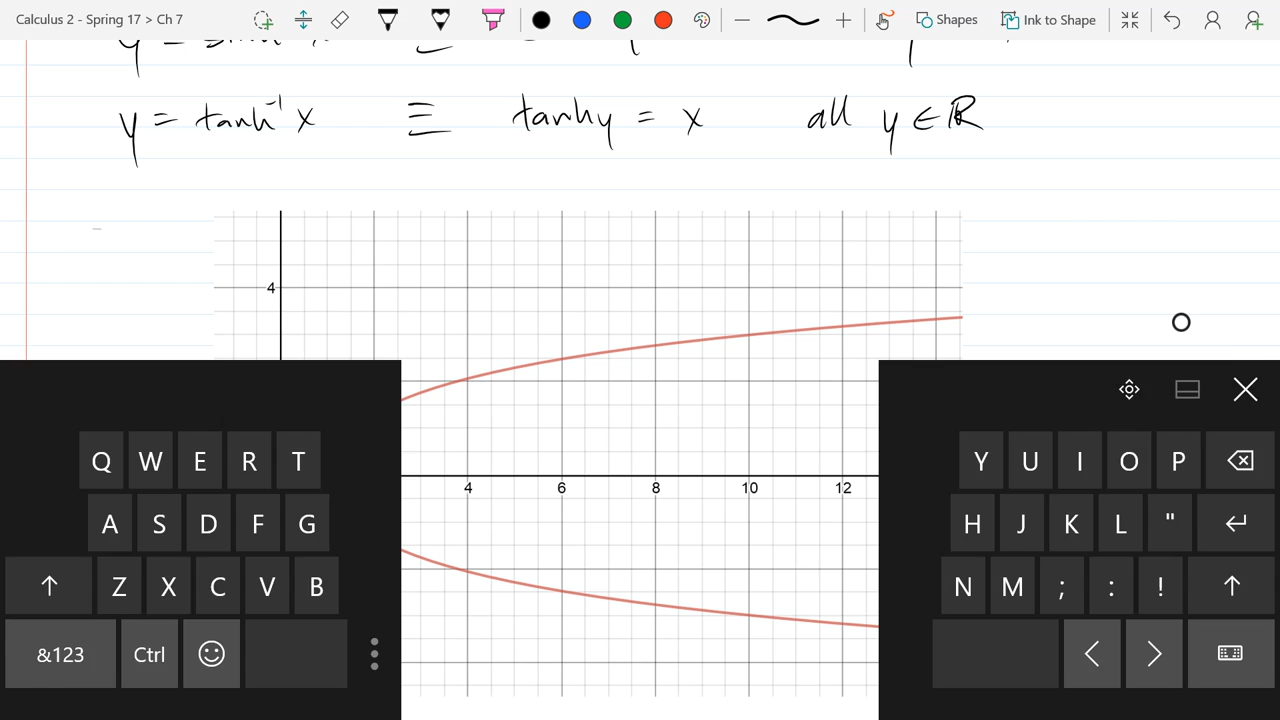 Calculus 2 - Spring 17 > Ch 7
Shapes
Ink to Shape
y = tanh⁻¹ x ≡ tanh y = x all y ∈ ℝ
4
4 6 8 10 12
Q W E R T
Y U I O P
A S D F G
H J K L "
↑ Z X C V B
N M ; : ! ↑
&123 Ctrl
< >